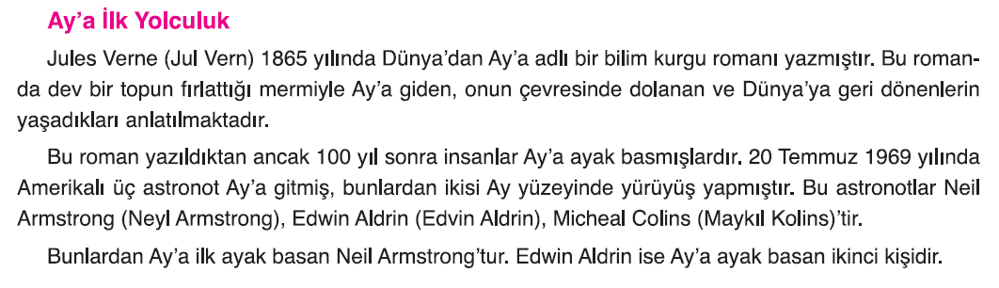 Ay’a İlk Yolculuk
Jules Verne (Jul Vern) 1865 yılında Dünya’dan Ay’a adlı bir bilim kurgu romanı yazmıştır. Bu roman-
da dev bir topun fırlattığı mermiyle Ay’a giden, onun çevresinde dolanan ve Dünya’ya geri dönenlerin
yaşadıkları anlatılmaktadır.
Bu roman yazıldıktan ancak 100 yıl sonra insanlar Ay’a ayak basmışlardır. 20 Temmuz 1969 yılında
Amerikalı üç astronot Ay’a gitmiş, bunlardan ikisi Ay yüzeyinde yürüyüş yapmıştır. Bu astronotlar Neil
Armstrong (Neyl Armstrong), Edwin Aldrin (Edvin Aldrin), Micheal Colins (Maykıl Kolins)’tir.
Bunlardan Ay’a ilk ayak basan Neil Armstrong’tur. Edwin Aldrin ise Ay’a ayak basan ikinci kişidir.